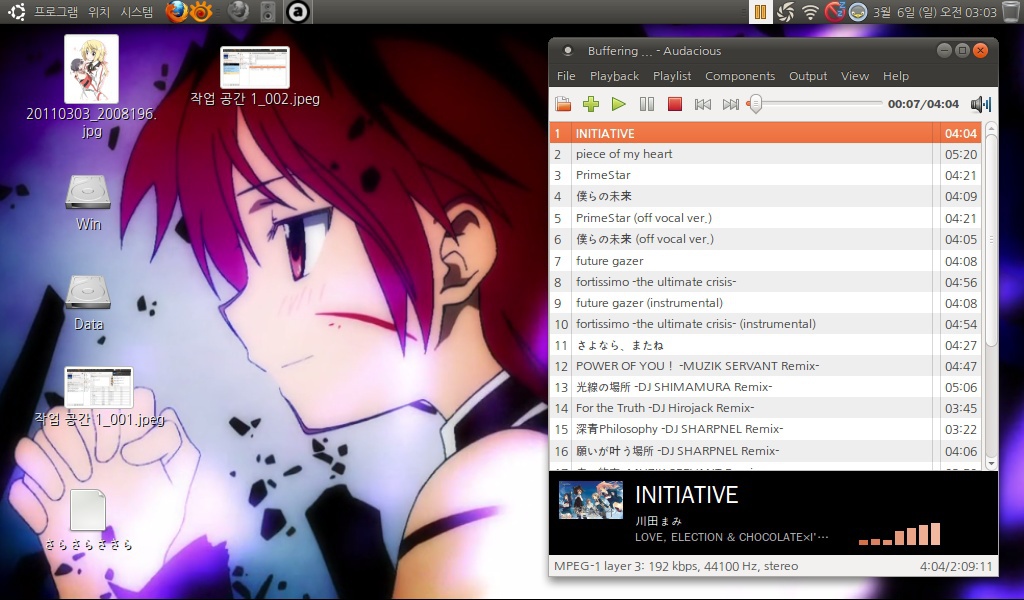 프로그램 위치 시스템
3월 6일 (일) 오전 03:03
20110303_2008196.
jpg
작업 공간 1_002.jpeg
Win
Data
작업 공간 1_001.jpeg
さらさらささら
Buffering ... - Audacious
File Playback Playlist Components Output View Help
00:07/04:04
1 INITIATIVE 04:04
2 piece of my heart 05:20
3 PrimeStar 04:21
4 僕らの未来 04:09
5 PrimeStar (off vocal ver.) 04:21
6 僕らの未来 (off vocal ver.) 04:05
7 future gazer 04:08
8 fortissimo -the ultimate crisis- 04:56
9 future gazer (instrumental) 04:08
10 fortissimo -the ultimate crisis- (instrumental) 04:54
11 さよなら、またね 04:27
12 POWER OF YOU！ -MUZIK SERVANT Remix- 04:47
13 光線の場所 -DJ SHIMAMURA Remix- 05:06
14 For the Truth -DJ Hirojack Remix- 03:45
15 深青Philosophy -DJ SHARPNEL Remix- 03:22
16 願いが叶う場所 -DJ SHARPNEL Remix- 04:06
INITIATIVE
川田まみ
LOVE, ELECTION & CHOCOLATE×I'…
MPEG-1 layer 3: 192 kbps, 44100 Hz, stereo 4:04/2:09:11